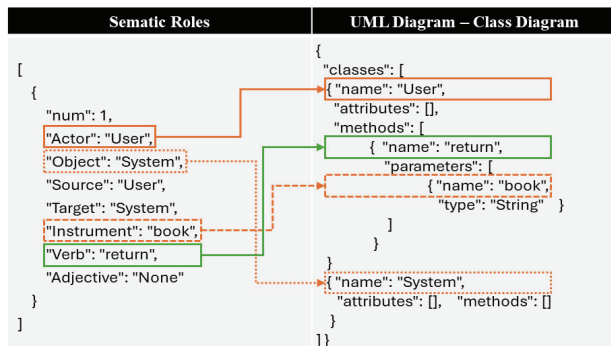 Sematic Roles
[
{
"num": 1,
"Actor": "User",
"Object": "System",
"Source": "User",
"Target": "System",
"Instrument": "book",
"Verb": "return",
"Adjective": "None"
}
]
UML Diagram – Class Diagram
{
"classes": [
{ "name": "User",
"attributes": [],
"methods": [
{ "name": "return",
"parameters": [
{ "name": "book",
"type": "String" }
]
}
}
{ "name": "System",
"attributes": [], "methods": []
}
] }